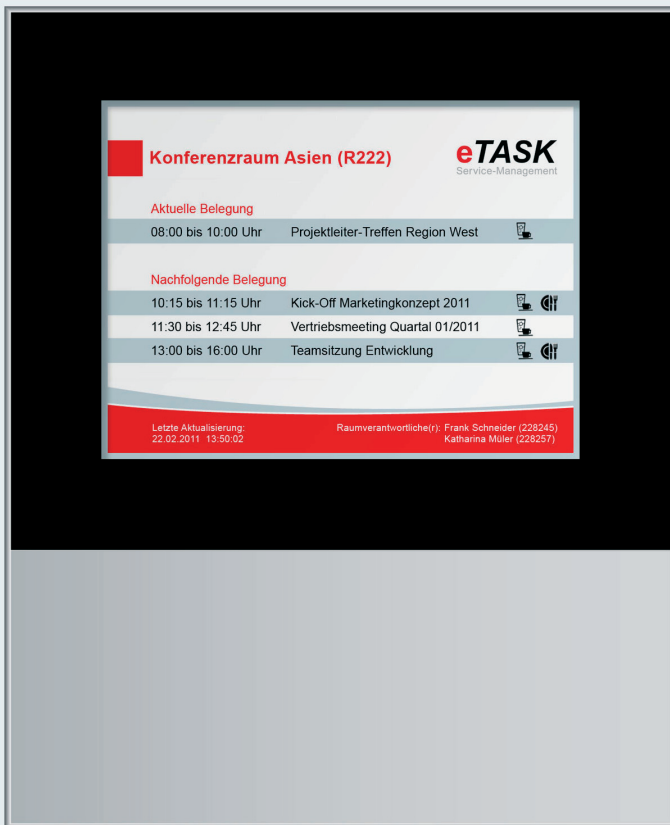 Konferenzraum Asien (R222)
eTASK
Service-Management
Aktuelle Belegung
08:00 bis 10:00 Uhr Projektleiter-Treffen Region West
Nachfolgende Belegung
10:15 bis 11:15 Uhr Kick-Off Marketingkonzept 2011
11:30 bis 12:45 Uhr Vertriebsmeeting Quartal 01/2011
13:00 bis 16:00 Uhr Teamsitzung Entwicklung
Letzte Aktualisierung: Raumverantwortliche(r): Frank Schneider (228245)
22.02.2011 13:50:02 Katharina Müler (228257)